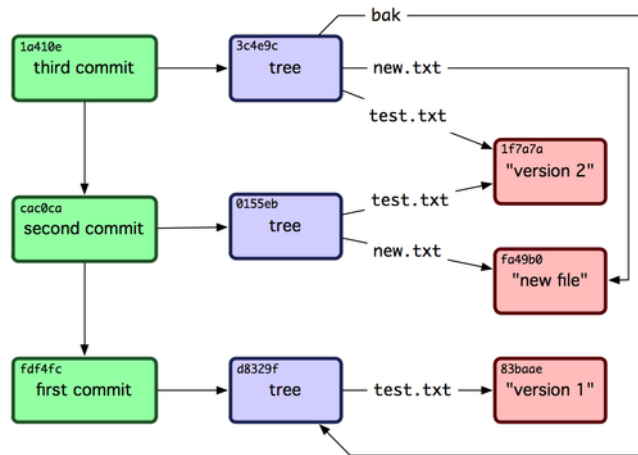 bak
1a410e
third commit
3c4e9c
tree
new.txt
test.txt
1f7a7a
"version 2"
cac0ca
second commit
0155eb
tree
test.txt
new.txt
fa49b0
"new file"
fdf4fc
first commit
d8329f
tree
test.txt
83baae
"version 1"